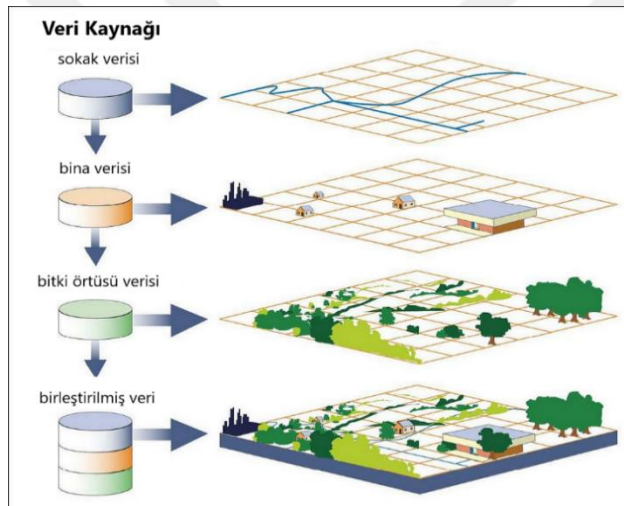 Veri Kaynağı
sokak verisi
bina verisi
bitki örtüsü verisi
birleştirilmiş veri